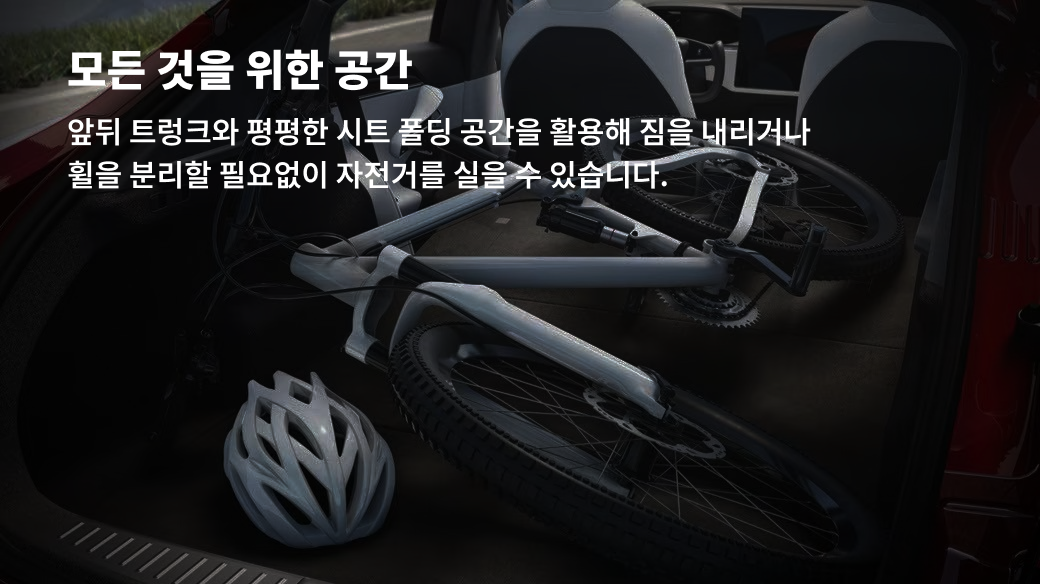 모든 것을 위한 공간
앞뒤 트렁크와 평평한 시트 폴딩 공간을 활용해 짐을 내리거나
휠을 분리할 필요없이 자전거를 실을 수 있습니다.